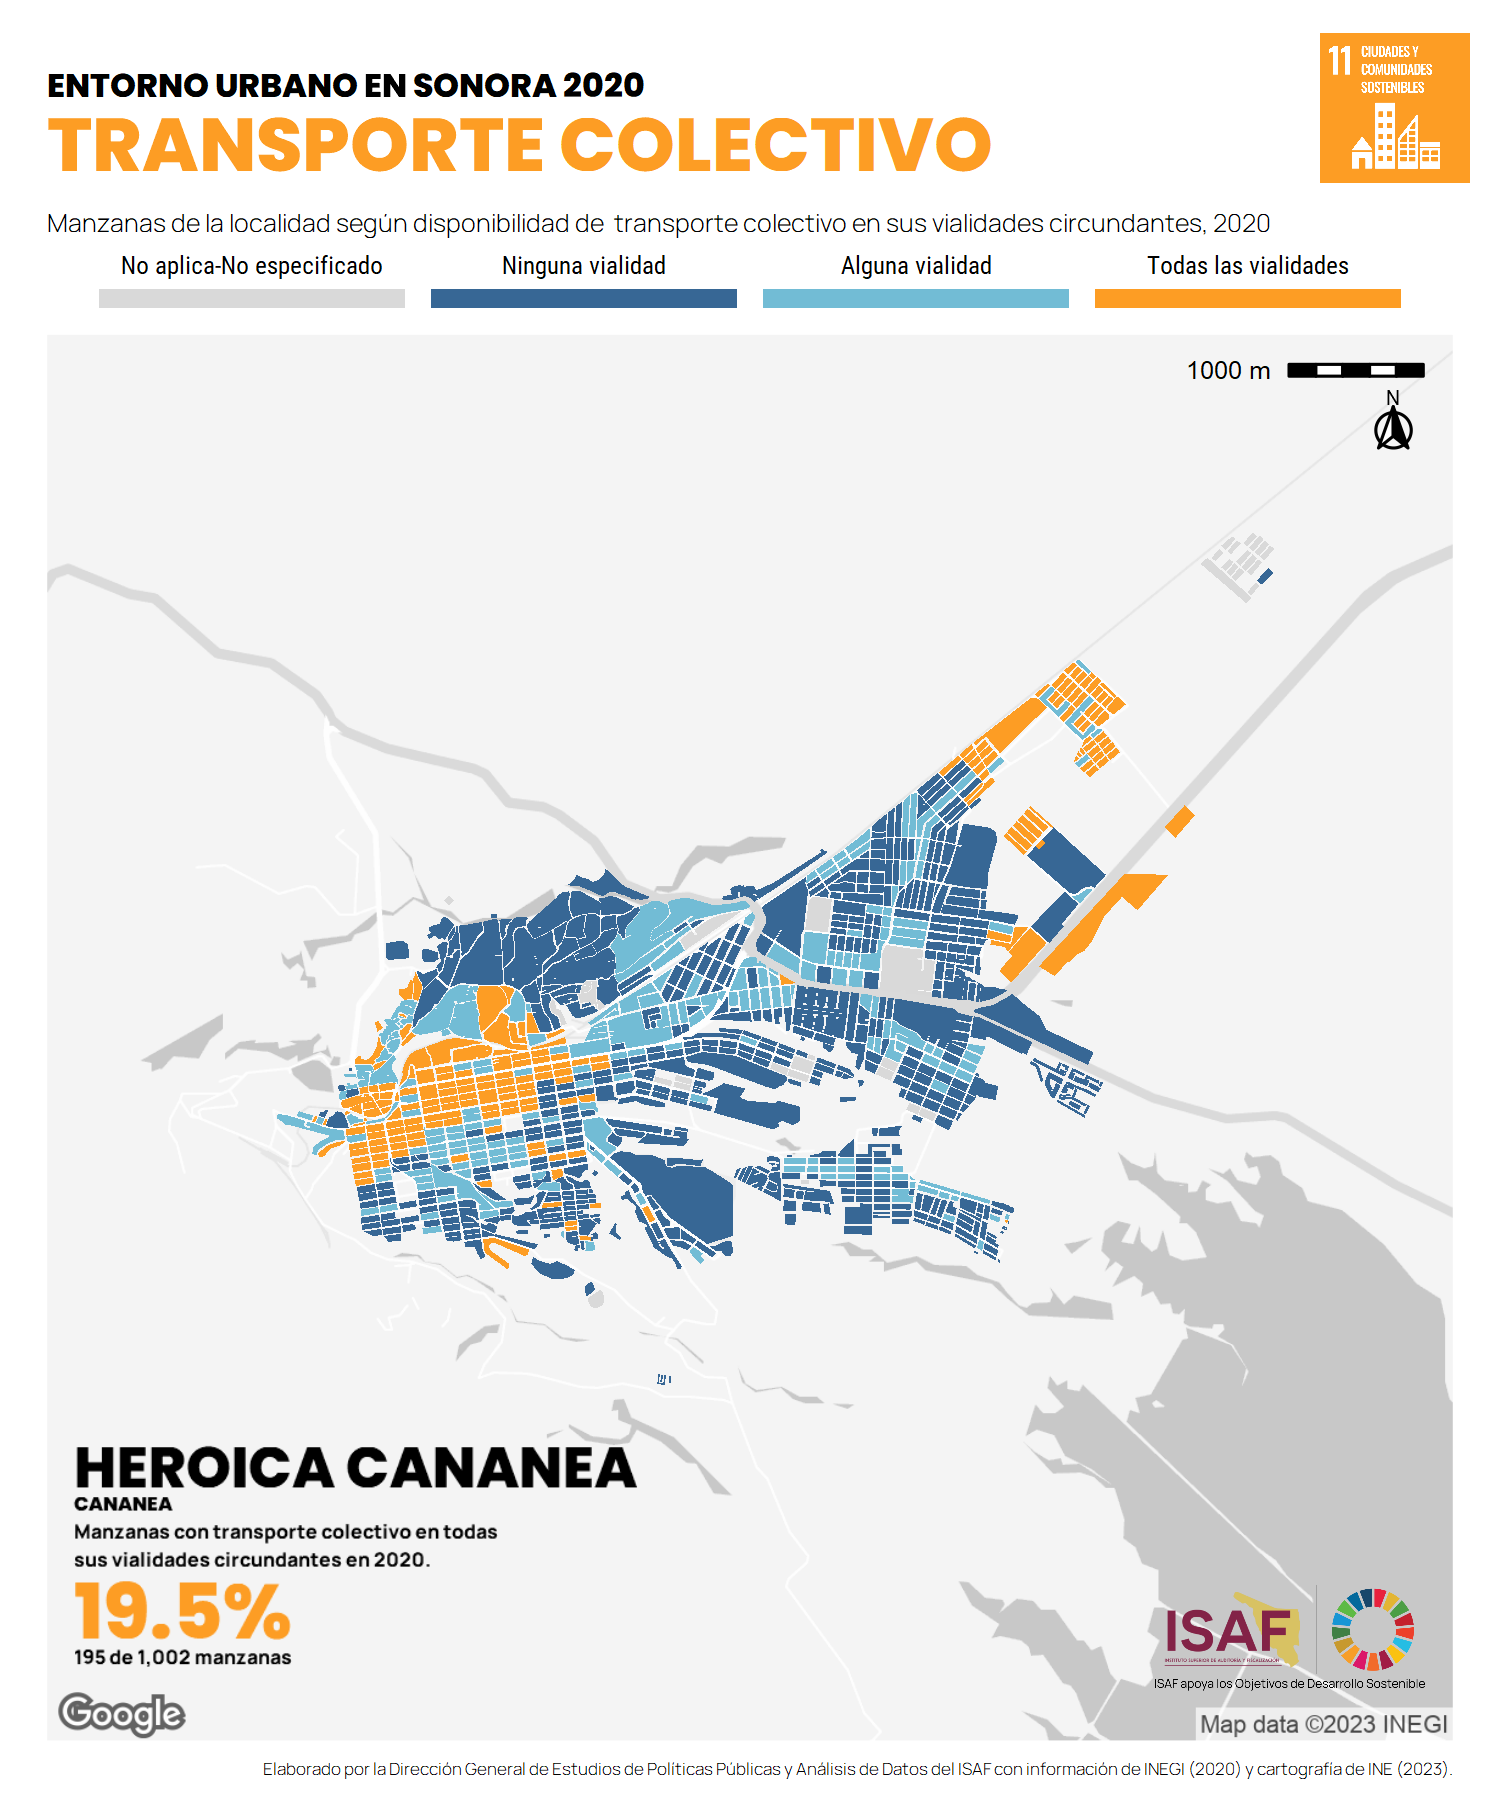 11 CIUDADES Y
COMUNIDADES
SOSTENIBLES
ENTORNO URBANO EN SONORA 2020
TRANSPORTE COLECTIVO
Manzanas de la localidad según disponibilidad de transporte colectivo en sus vialidades circundantes, 2020
No aplica-No especificado
Ninguna vialidad
Alguna vialidad
Todas las vialidades
1000 m
N
HEROICA CANANEA
CANANEA
Manzanas con transporte colectivo en todas
sus vialidades circundantes en 2020.
19.5%
195 de 1,002 manzanas
ISAF
INSTITUTO SUPERIOR DE AUDITORÍA Y FISCALIZACIÓN
ISAF apoya los Objetivos de Desarrollo Sostenible
Google
Map data ©2023 INEGI
Elaborado por la Dirección General de Estudios de Políticas Públicas y Análisis de Datos del ISAF con información de INEGI (2020) y cartografía de INE (2023).